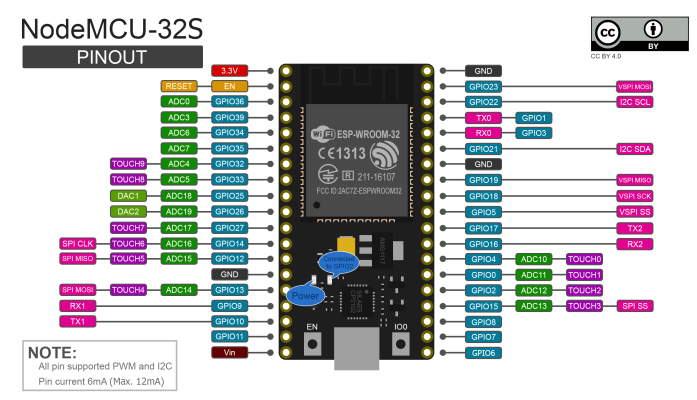 NodeMCU-32S
PINOUT
CC BY
CC BY 4.0
3.3V
RESET EN
ADC0 GPIO36
ADC3 GPIO39
ADC6 GPIO34
ADC7 GPIO35
TOUCH9 ADC4 GPIO32
TOUCH8 ADC5 GPIO33
DAC1 ADC18 GPIO25
DAC2 ADC19 GPIO26
TOUCH7 ADC17 GPIO27
SPI CLK TOUCH6 ADC16 GPIO14
SPI MISO TOUCH5 ADC15 GPIO12
GND
SPI MOSI TOUCH4 ADC14 GPIO13
RX1 GPIO9
TX1 GPIO10
GPIO11
Vin
WiFi ESP-WROOM-32
CE1313
R 211-16107
FCC ID:2AC7Z-ESPWROOM32
AMS1117
Connected
to GPIO2
Power
SILABS
CP2102
EN IO0
GND
GPIO23 VSPI MOSI
GPIO22 I2C SCL
TX0 GPIO1
RX0 GPIO3
GPIO21 I2C SDA
GND
GPIO19 VSPI MISO
GPIO18 VSPI SCK
GPIO5 VSPI SS
GPIO17 TX2
GPIO16 RX2
GPIO4 ADC10 TOUCH0
GPIO0 ADC11 TOUCH1
GPIO2 ADC12 TOUCH2
GPIO15 ADC13 TOUCH3 SPI SS
GPIO8
GPIO7
GPIO6
NOTE:
All pin supported PWM and I2C
Pin current 6mA (Max. 12mA)